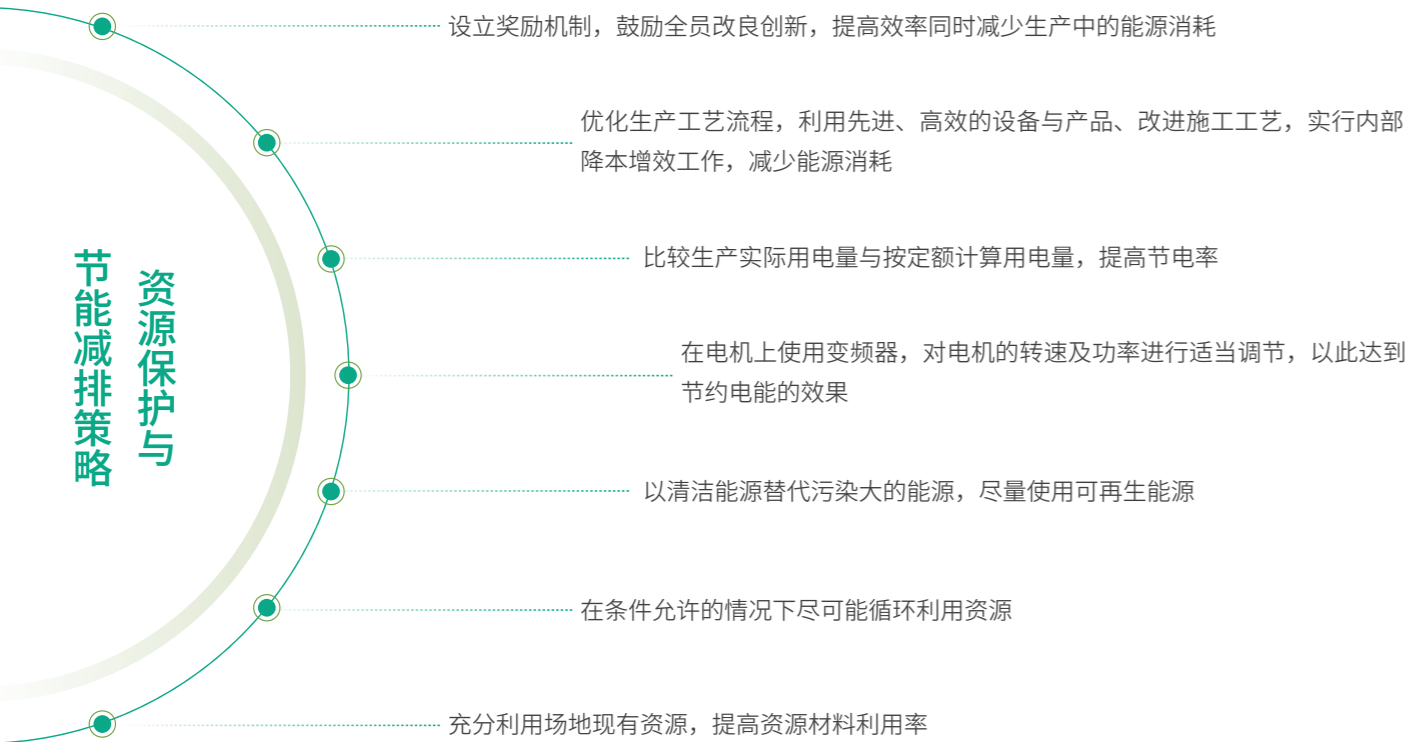 资源保护与
节能减排策略
设立奖励机制，鼓励全员改良创新，提高效率同时减少生产中的能源消耗
优化生产工艺流程，利用先进、高效的设备与产品、改进施工工艺，实行内部
降本增效工作，减少能源消耗
比较生产实际用电量与按定额计算用电量，提高节电率
在电机上使用变频器，对电机的转速及功率进行适当调节，以此达到
节约电能的效果
以清洁能源替代污染大的能源，尽量使用可再生能源
在条件允许的情况下尽可能循环利用资源
充分利用场地现有资源，提高资源材料利用率